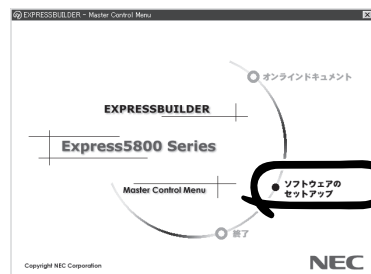 EXPRESSBUILDER - Master Control Menu
オンラインドキュメント
EXPRESSBUILDER
Express5800 Series
Master Control Menu
ソフトウェアの
セットアップ
終了
Copyright NEC Corporation
NEC